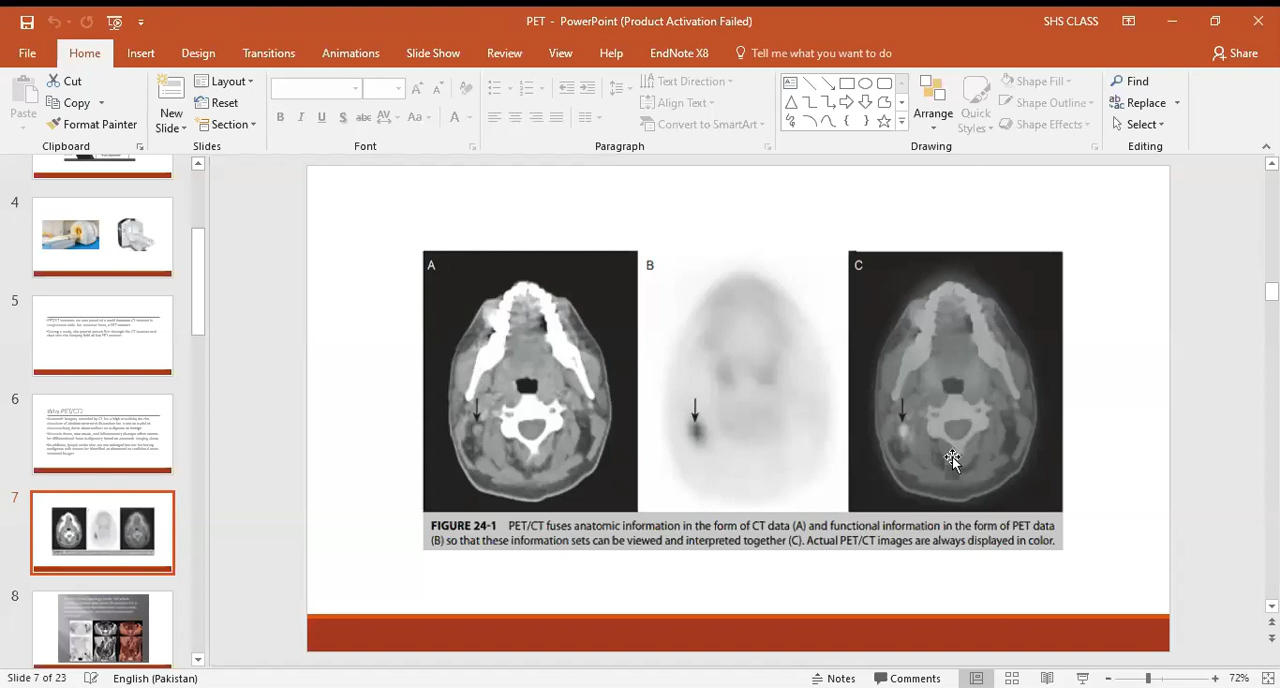 PET - PowerPoint (Product Activation Failed)
SHS CLASS
File Home Insert Design Transitions Animations Slide Show Review View Help EndNote X8 Tell me what you want to do Share
Paste
Cut
Copy
Format Painter
Clipboard
New Slide
Layout
Reset
Section
Slides
B I U S abc AV Aa A
Font
Text Direction
Align Text
Convert to SmartArt
Paragraph
Arrange
Quick Styles
Shape Fill
Shape Outline
Shape Effects
Drawing
Find
Replace
Select
Editing
4
5
6
Why PET/CT?
7
8
A
B
C
FIGURE 24-1 PET/CT fuses anatomic information in the form of CT data (A) and functional information in the form of PET data
(B) so that these information sets can be viewed and interpreted together (C). Actual PET/CT images are always displayed in color.
Slide 7 of 23 English (Pakistan) Notes Comments 72%